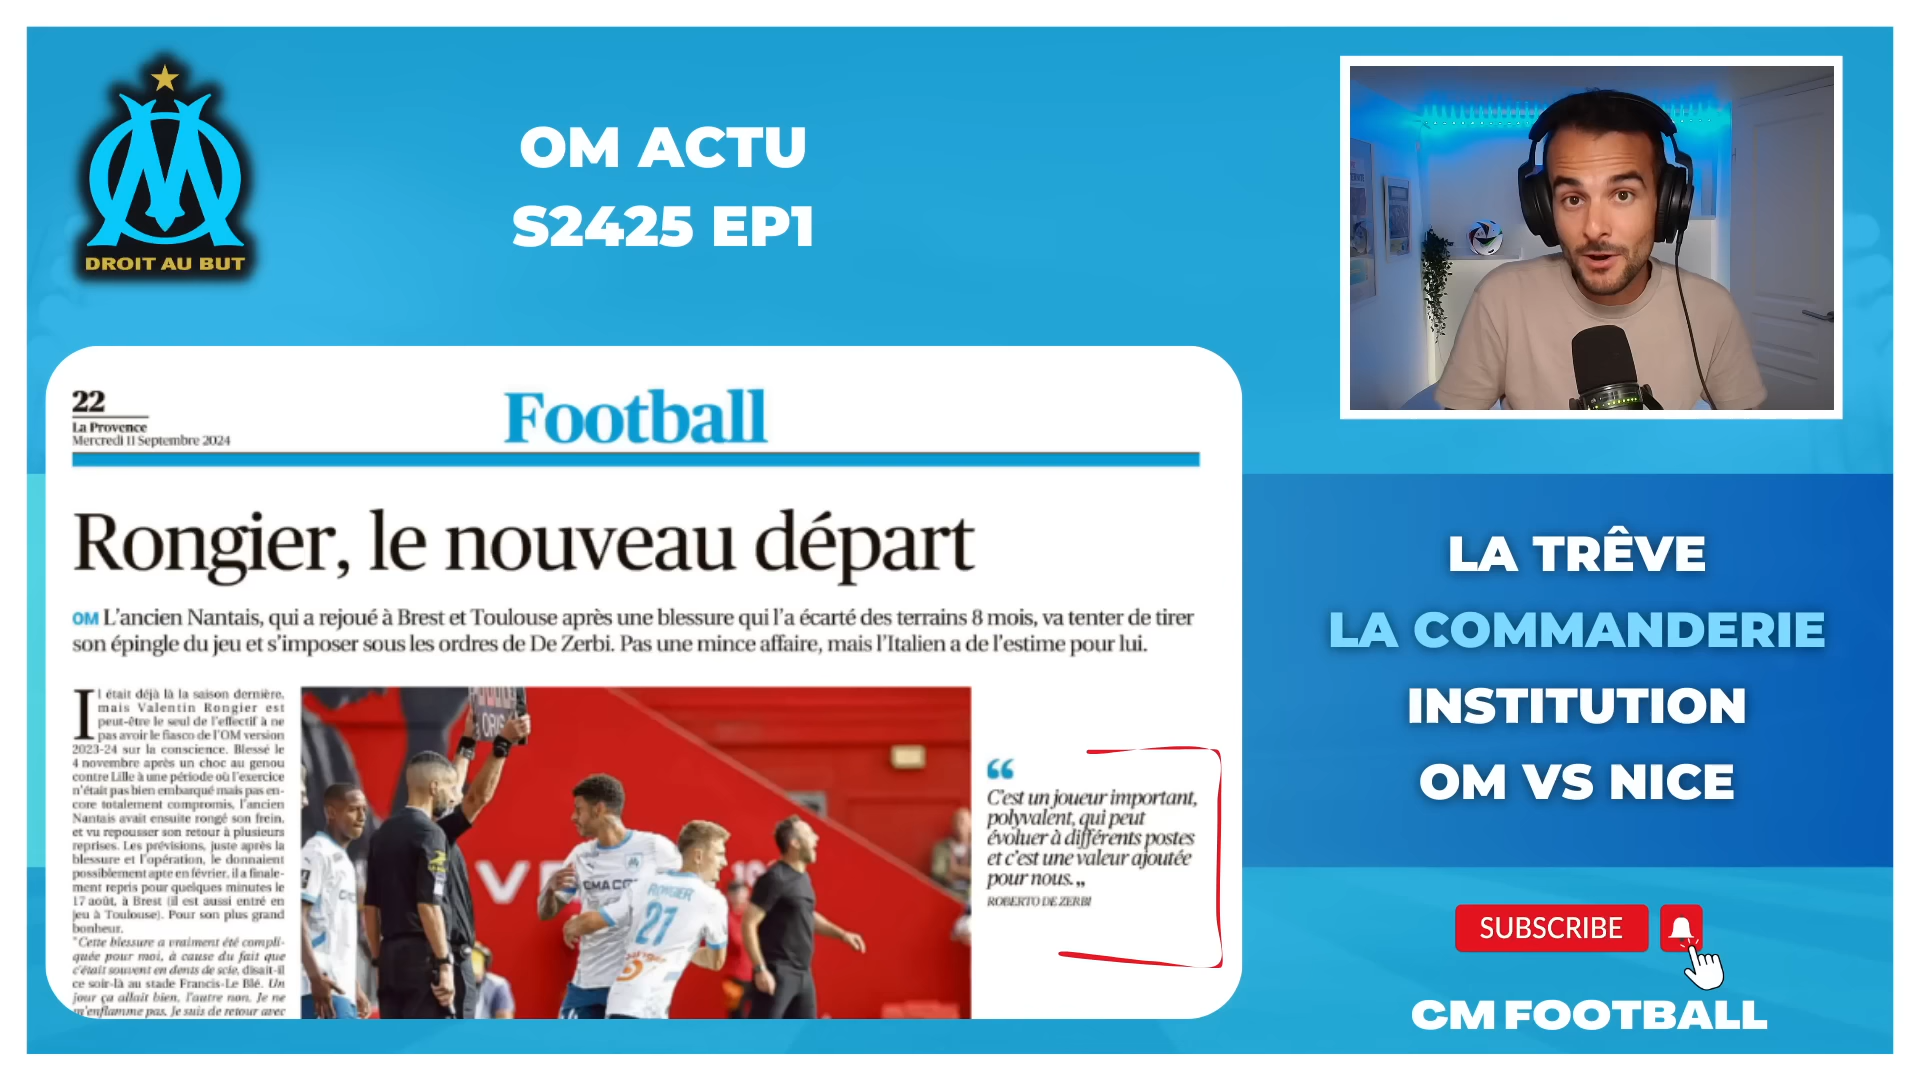 DROIT AU BUT
OM ACTU
S2425 EP1
22
La Provence
Mercredi 11 Septembre 2024
Football
Rongier, le nouveau départ
OM L’ancien Nantais, qui a rejoué à Brest et Toulouse après une blessure qui l’a écarté des terrains 8 mois, va tenter de tirer
son épingle du jeu et s’imposer sous les ordres de De Zerbi. Pas une mince affaire, mais l’Italien a de l’estime pour lui.
Il était déjà là la saison dernière,
mais Valentin Rongier est
peut-être le seul de l’effectif à ne
pas avoir le fiasco de l’OM version
2023-24 sur la conscience. Blessé le
4 novembre après un choc au genou
contre Lille à une période où l’exercice
n’était pas bien embarqué mais pas en-
core totalement compromis, l’ancien
Nantais avait ensuite rongé son frein,
et vu repousser son retour à plusieurs
reprises. Les prévisions, juste après la
blessure et l’opération, le donnaient
possiblement apte en février, il a finale-
ment repris pour quelques minutes le
17 août, à Brest (il est aussi entré en
jeu à Toulouse). Pour son plus grand
bonheur.
"Cette blessure a vraiment été compli-
quée pour moi, à cause du fait que
c’était souvent en dents de scie, disait-il
ce soir-là au stade Francis-Le Blé. Un
jour ça allait bien, l’autre non. Je ne
m’enflamme pas. Je suis de retour avec
CMA CG
RONGIER
21
“
C’est un joueur important,
polyvalent, qui peut
évoluer à différents postes
et c’est une valeur ajoutée
pour nous.„
ROBERTO DE ZERBI
LA TRÊVE
LA COMMANDERIE
INSTITUTION
OM VS NICE
SUBSCRIBE
CM FOOTBALL